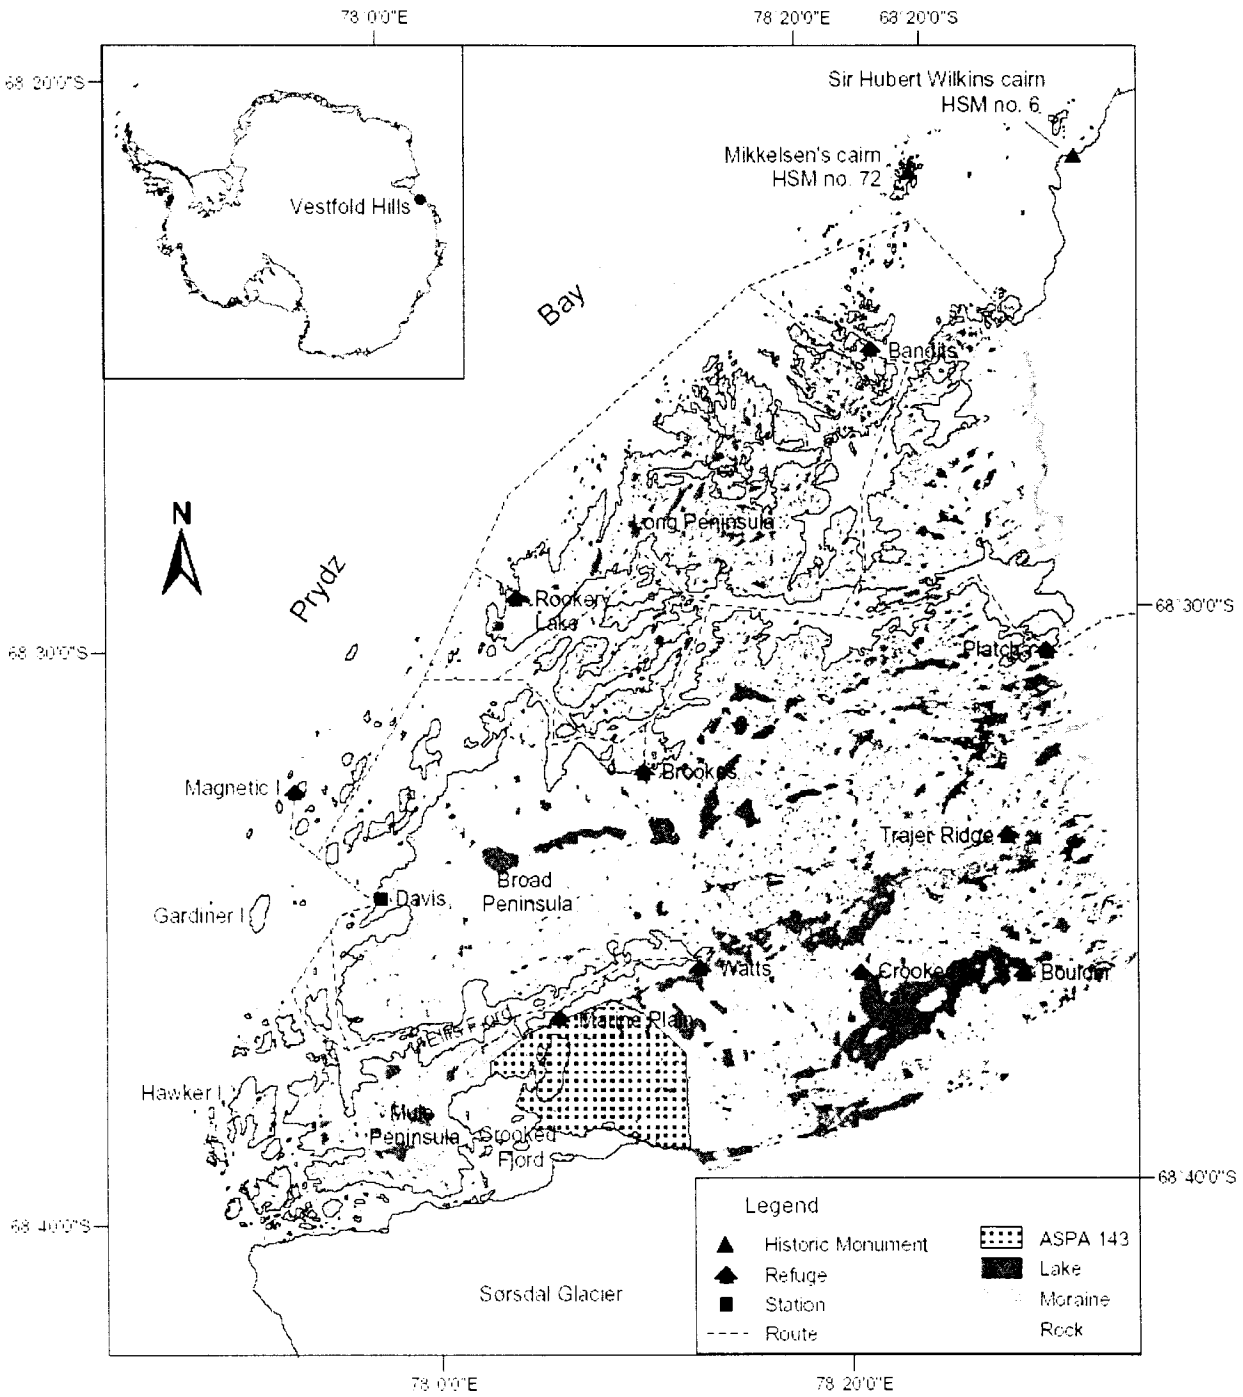 78°0'0"E
78°20'0"E
68°20'0"S
68°20'0"S
Sir Hubert Wilkins cairn
HSM no. 6
Mikkelsen's cairn
HSM no. 72
Vestfold Hills
Bay
Bandits
N
Long Peninsula
Prydz
Rookery
Lake
68°30'0"S
68°30'0"S
Platcha
Magnetic I
Brookes
Trajer Ridge
Broad
Peninsula
Davis
Gardiner I
Watts
Crooked
Boulder
Ellis Fjord
Marine Plain
Hawker I
Mule
Peninsula
Crooked
Fjord
68°40'0"S
68°40'0"S
Sørsdal Glacier
Legend
Historic Monument
Refuge
Station
Route
ASPA 143
Lake
Moraine
Rock
78°0'0"E
78°20'0"E